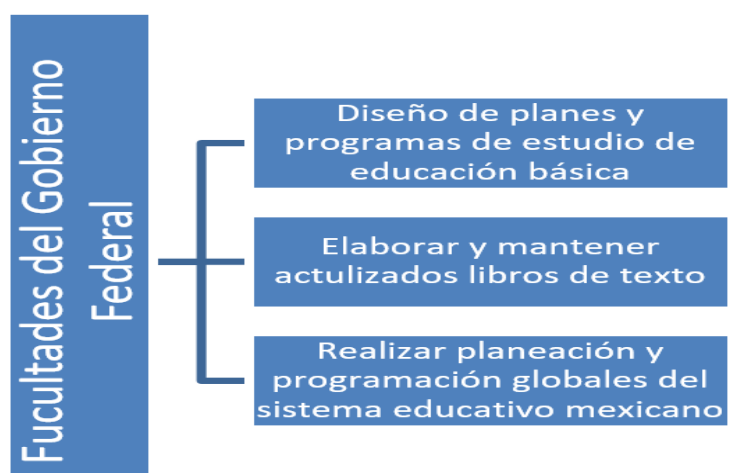 Fucultades del Gobierno
Federal
Diseño de planes y
programas de estudio de
educación básica
Elaborar y mantener
actulizados libros de texto
Realizar planeación y
programación globales del
sistema educativo mexicano